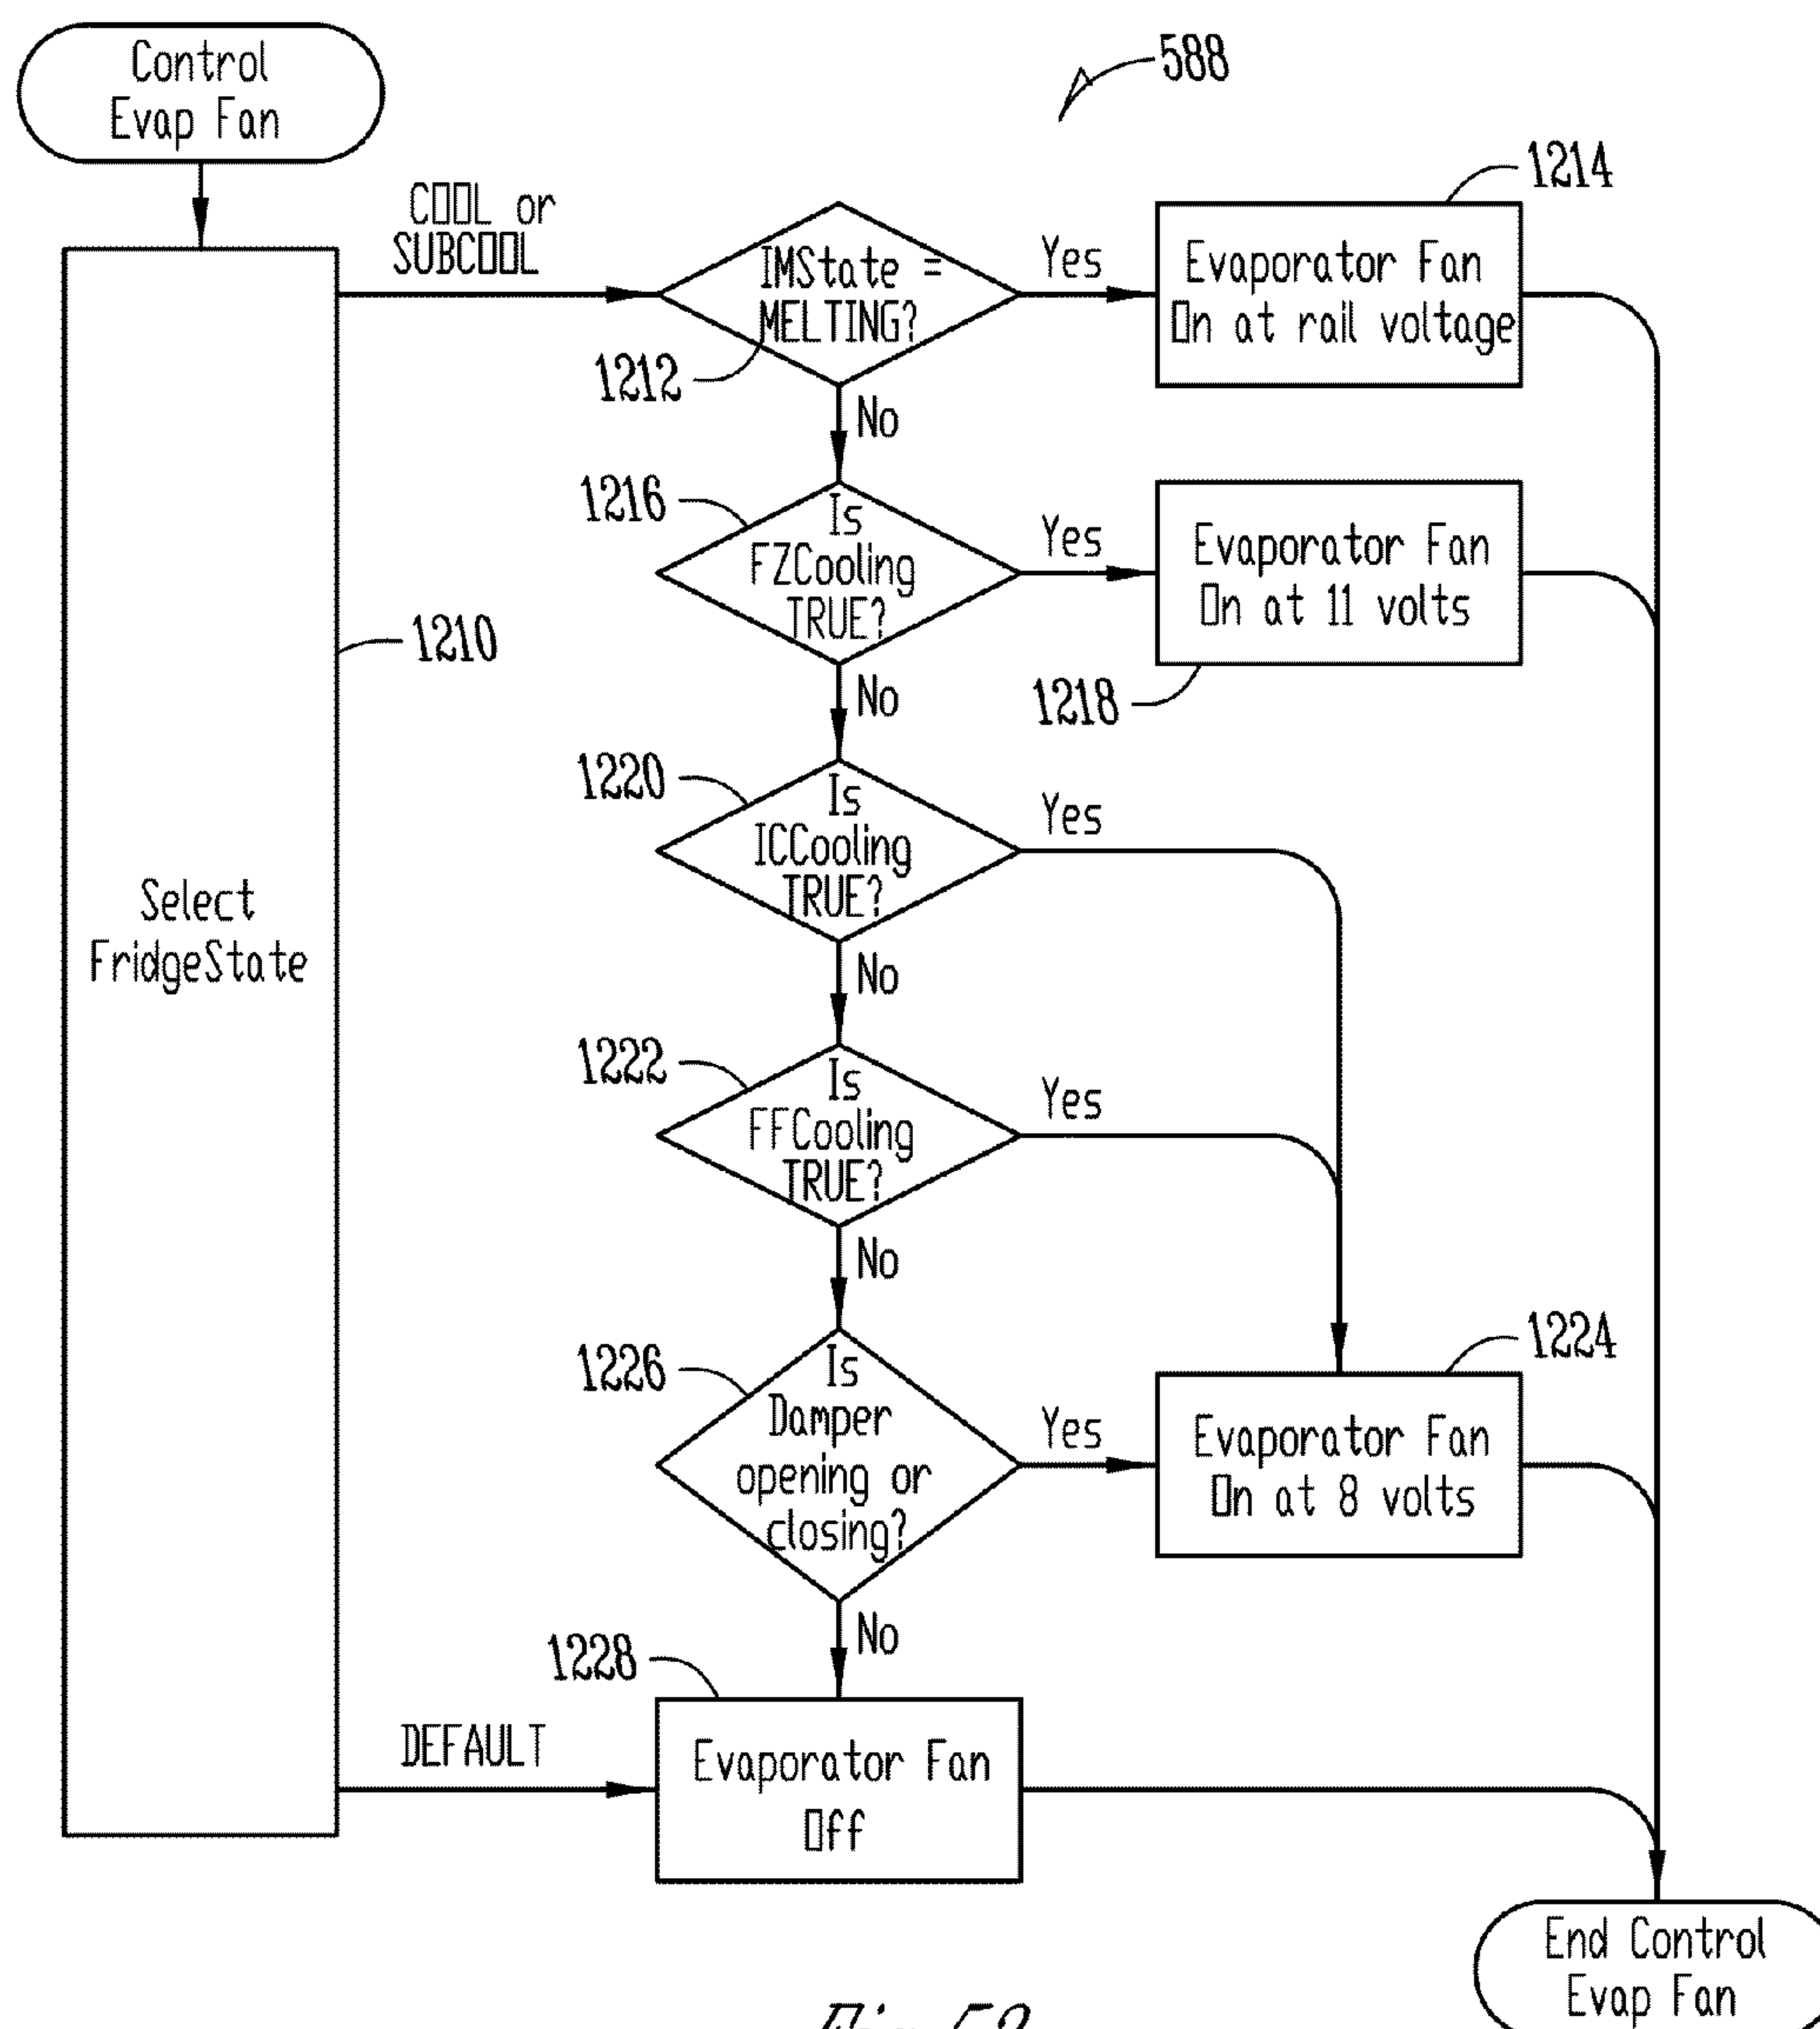 Control
Evap Fan
588
COOL or
SUBCOOL
IMState =
MELTING?
1212
Yes
1214
Evaporator Fan
On at rail voltage
No
1216
Is
FZCooling
TRUE?
Yes
Evaporator Fan
On at 11 volts
1218
1210
No
1220
Is
ICCooling
TRUE?
Yes
Select
FridgeState
No
1222
Is
FFCooling
TRUE?
Yes
No
1226
Is
Damper
opening or
closing?
Yes
1224
Evaporator Fan
On at 8 volts
No
1228
DEFAULT
Evaporator Fan
Off
End Control
Evap Fan